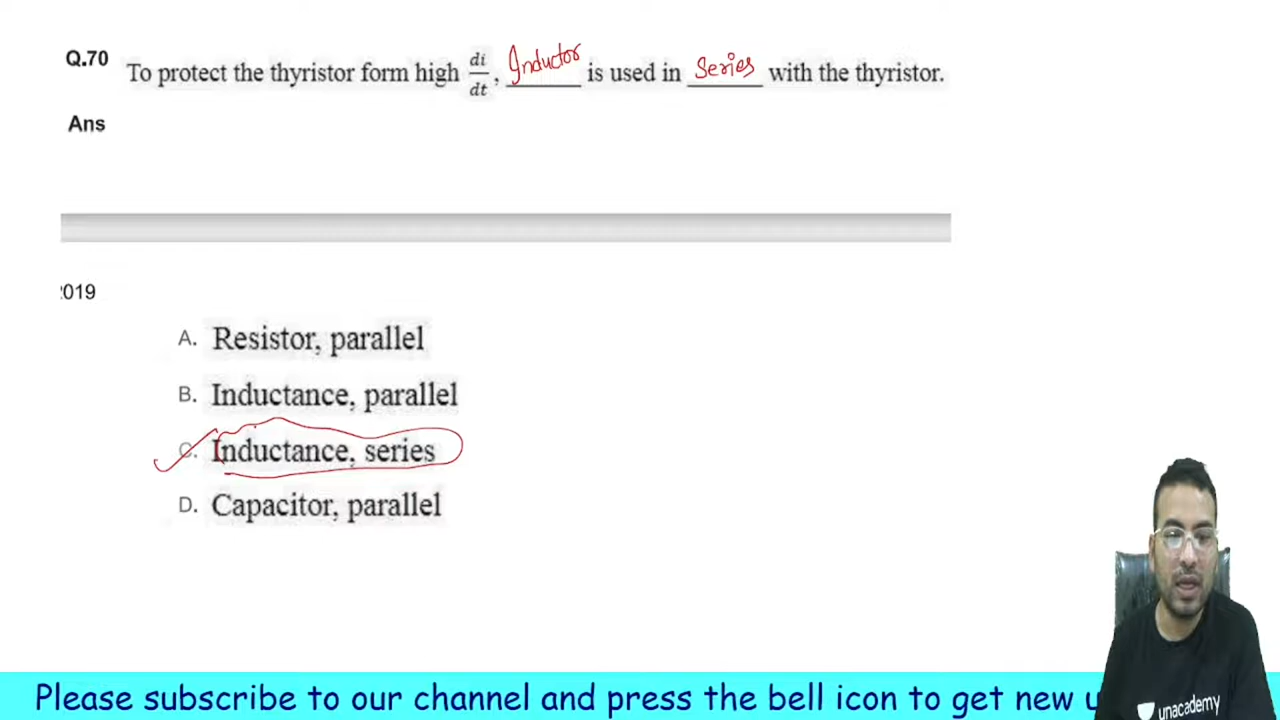 Q.70 To protect the thyristor form high di/dt, Inductor is used in Series with the thyristor.
Ans
2019
A. Resistor, parallel
B. Inductance, parallel
C. Inductance, series
D. Capacitor, parallel
Please subscribe to our channel and press the bell icon to get new u
unacademy